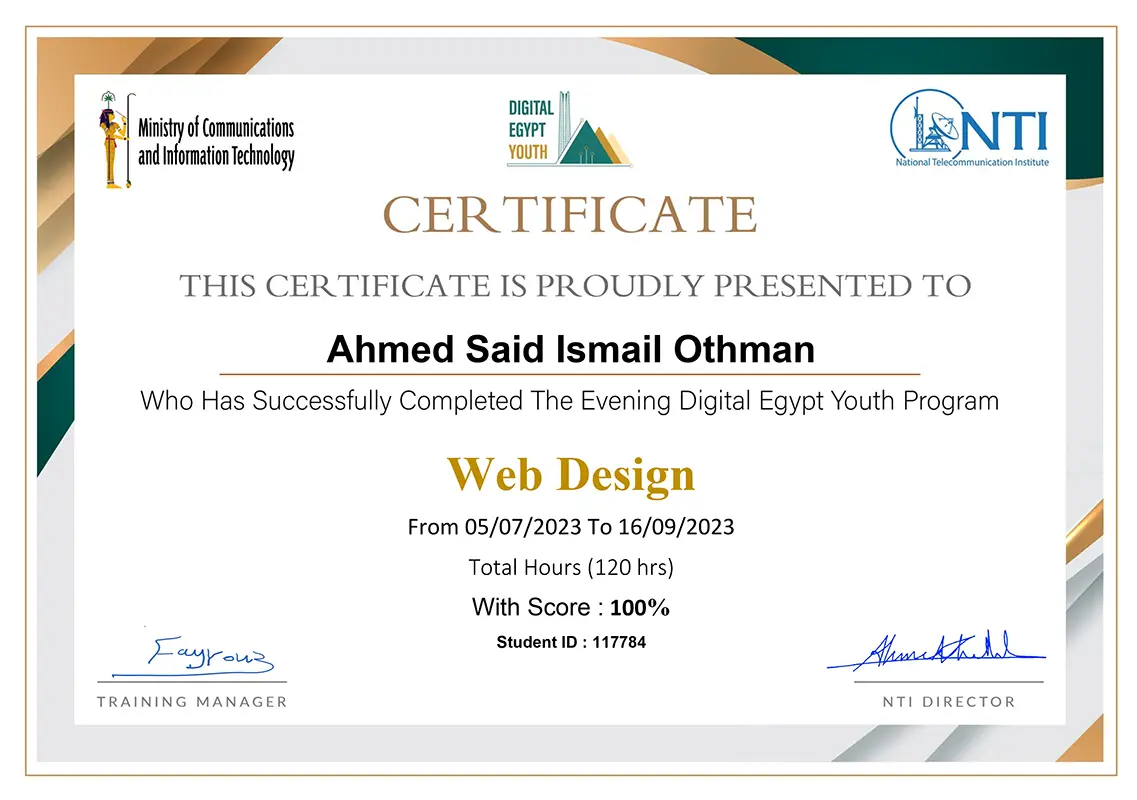 Ministry of Communications
and Information Technology
DIGITAL
EGYPT
YOUTH
NTI
National Telecommunication Institute
CERTIFICATE
THIS CERTIFICATE IS PROUDLY PRESENTED TO
Ahmed Said Ismail Othman
Who Has Successfully Completed The Evening Digital Egypt Youth Program
Web Design
From 05/07/2023 To 16/09/2023
Total Hours (120 hrs)
With Score : 100%
Student ID : 117784
Fayrouz
TRAINING MANAGER
NTI DIRECTOR